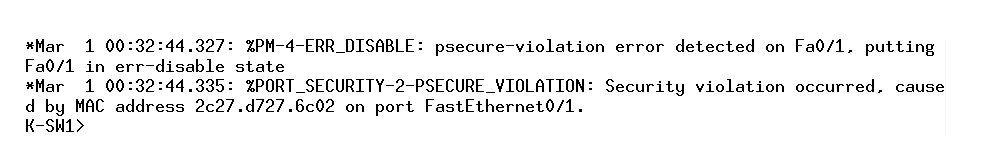 *Mar  1 00:32:44.327: %PM-4-ERR_DISABLE: psecure-violation error detected on Fa0/1, putting
Fa0/1 in err-disable state
*Mar  1 00:32:44.335: %PORT_SECURITY-2-PSECURE_VIOLATION: Security violation occurred, cause
d by MAC address 2c27.d727.6c02 on port FastEthernet0/1.
K-SW1>